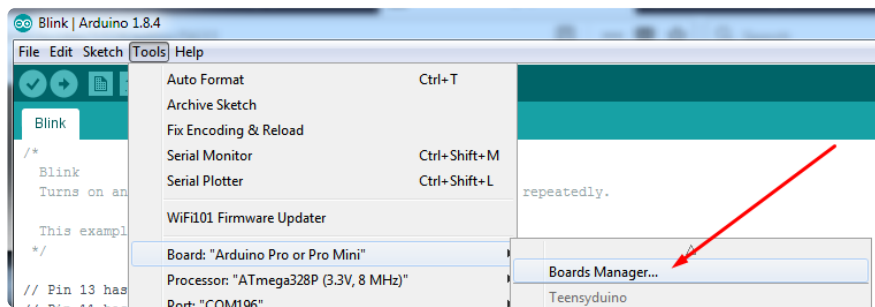 Blink | Arduino 1.8.4
File Edit Sketch Tools Help
Auto Format Ctrl+T
Archive Sketch
Fix Encoding & Reload
Serial Monitor Ctrl+Shift+M
Serial Plotter Ctrl+Shift+L
WiFi101 Firmware Updater
Board: "Arduino Pro or Pro Mini"
Processor: "ATmega328P (3.3V, 8 MHz)"
Port: "COM196"
Boards Manager...
Teensyduino
Blink
/*
Blink
Turns on an repeatedly.
This exampl
*/
// Pin 13 has